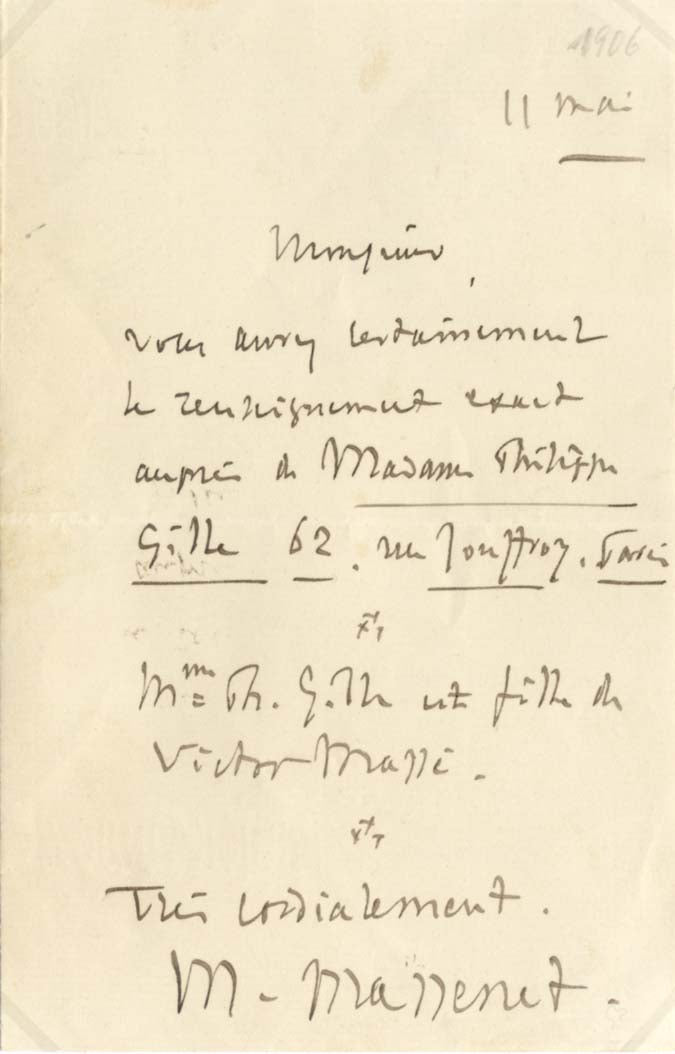 1906
11 mai
Monsieur,
vous aurez certainement
le renseignement exact
auprès de Madame Philippe
Gille 62. rue Jouffroy. Paris
Mme Ph. Gille est fille de
Victor Massé.
Très cordialement.
M. Massenet.